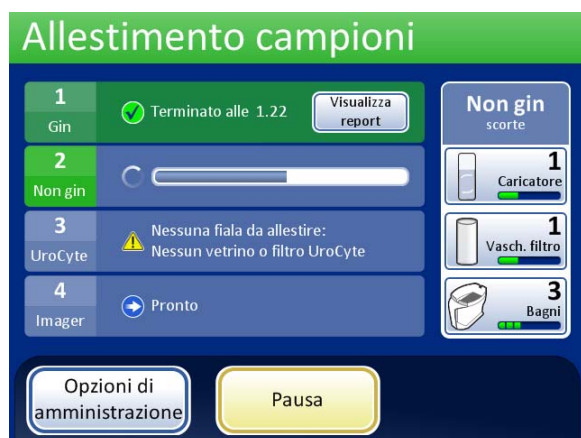 Allestimento campioni
1
Gin
Terminato alle 1.22
Visualizza
report
2
Non gin
3
UroCyte
Nessuna fiala da allestire:
Nessun vetrino o filtro UroCyte
4
Imager
Pronto
Non gin
scorte
1
Caricatore
1
Vasch. filtro
3
Bagni
Opzioni di
amministrazione
Pausa